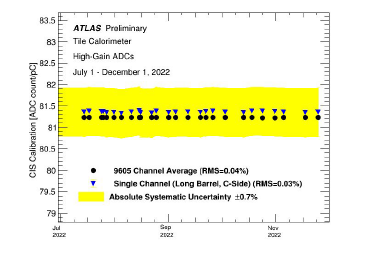 ATLAS Preliminary
Tile Calorimeter
High-Gain ADCs
July 1 - December 1, 2022
CIS Calibration [ADC count/pC]
83.5
83
82.5
82
81.5
81
80.5
80
79.5
79
9605 Channel Average (RMS=0.04%)
Single Channel (Long Barrel, C-Side) (RMS=0.03%)
Absolute Systematic Uncertainty ±0.7%
Jul
2022
Sep
2022
Nov
2022